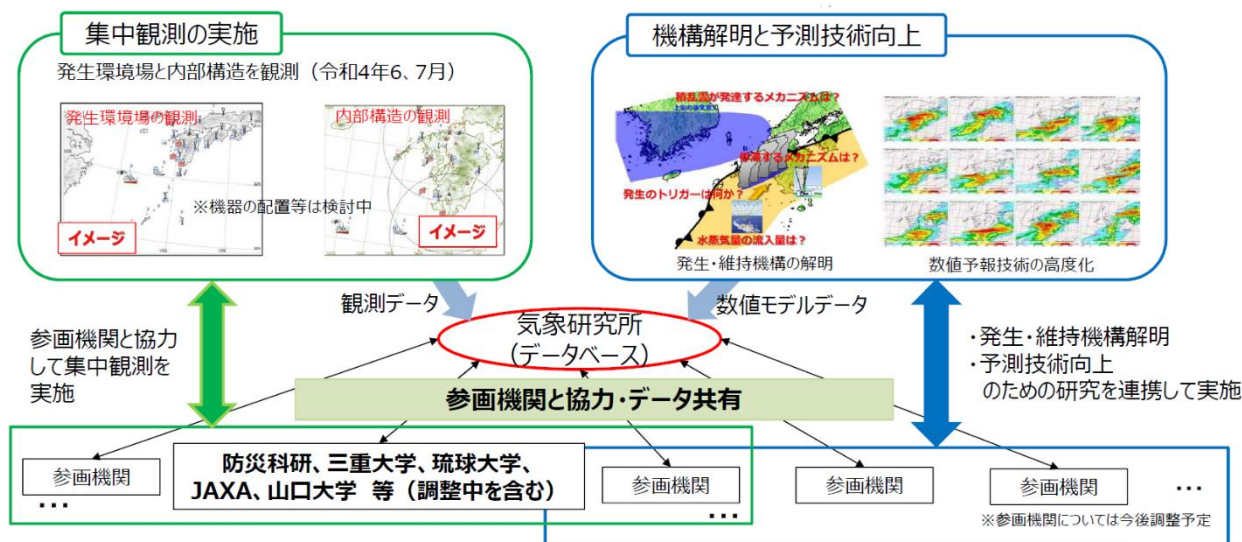 集中観測の実施
発生環境場と内部構造を観測（令和4年6、7月）
発生環境場の観測
内部構造の観測
※機器の配置等は検討中
イメージ
イメージ
機構解明と予測技術向上
積乱雲が発達するメカニズムは？
停滞するメカニズムは？
発生のトリガーは何か？
水蒸気量の流入量は？
発生・維持機構の解明
数値予報技術の高度化
観測データ
数値モデルデータ
気象研究所
（データベース）
参画機関と協力
して集中観測を
実施
・発生・維持機構解明
・予測技術向上
のための研究を連携して実施
参画機関と協力・データ共有
参画機関
…
防災科研、三重大学、琉球大学、
JAXA、山口大学 等（調整中を含む）
参画機関
…
参画機関
参画機関
…
※参画機関については今後調整予定